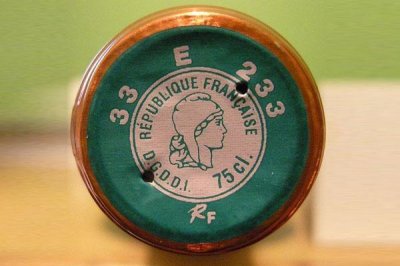 33 E 233
RÉPUBLIQUE FRANÇAISE
D.G.D.D.I. 75 cl.
RF